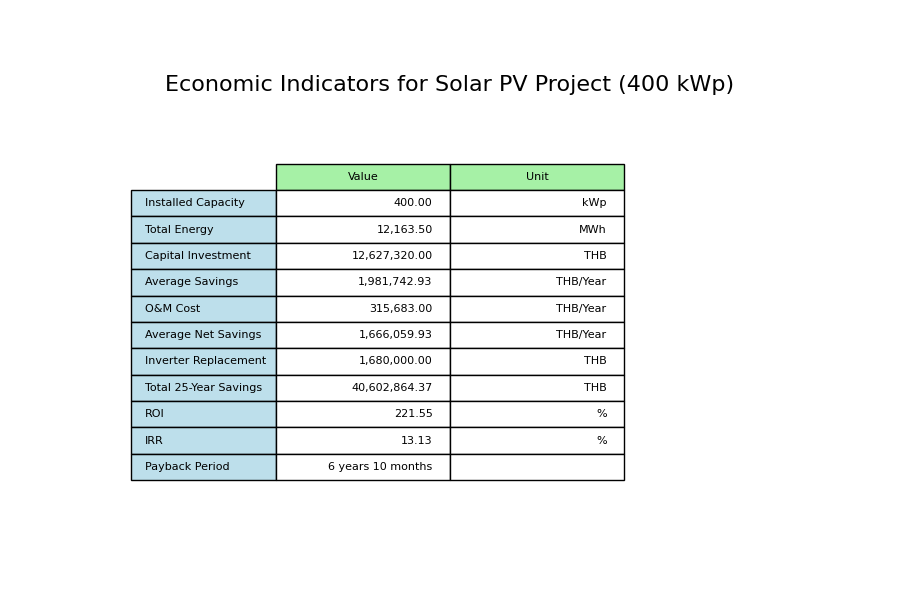 Economic Indicators for Solar PV Project (400 kWp)
Value Unit
Installed Capacity 400.00 kWp
Total Energy 12,163.50 MWh
Capital Investment 12,627,320.00 THB
Average Savings 1,981,742.93 THB/Year
O&M Cost 315,683.00 THB/Year
Average Net Savings 1,666,059.93 THB/Year
Inverter Replacement 1,680,000.00 THB
Total 25-Year Savings 40,602,864.37 THB
ROI 221.55 %
IRR 13.13 %
Payback Period 6 years 10 months